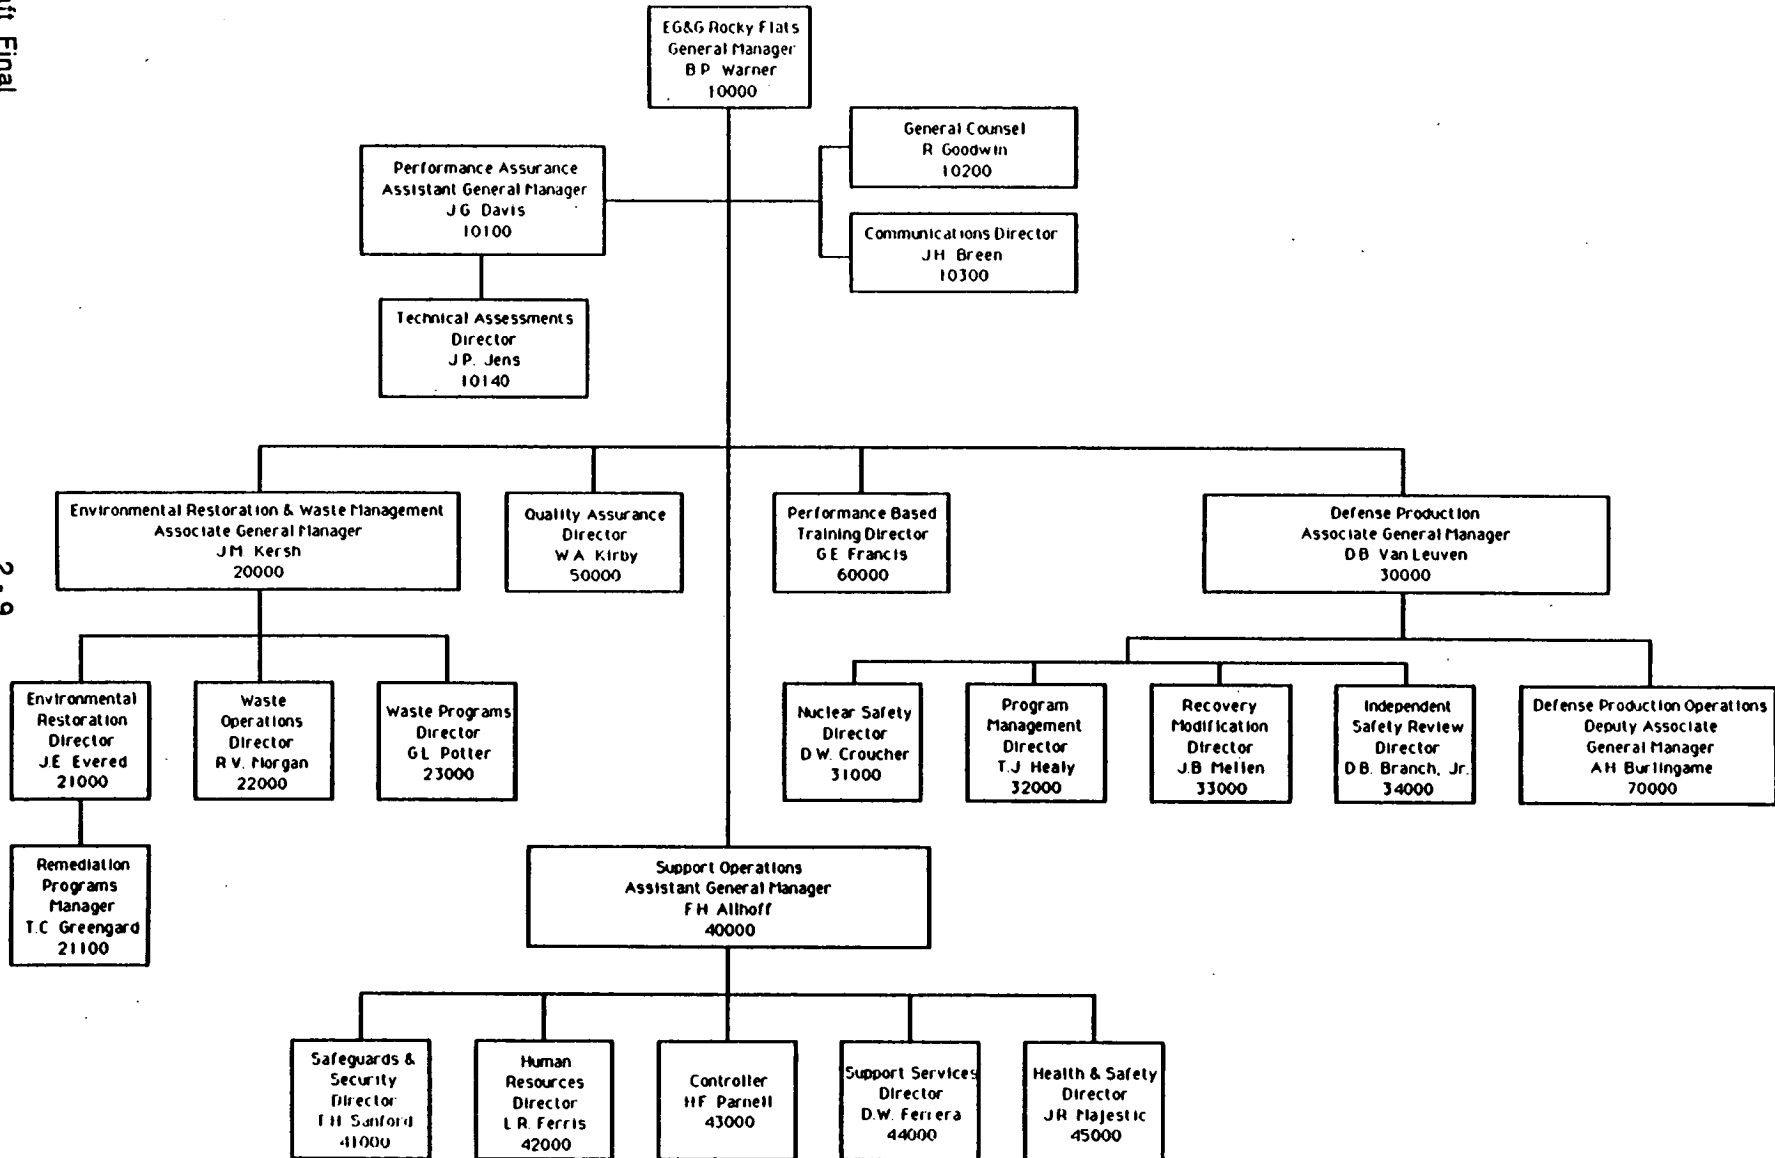 EG&G Rocky Flats
General Manager
B P Warner
10000
General Counsel
R Goodwin
10200
Performance Assurance
Assistant General Manager
J G Davis
10100
Communications Director
J H Breen
10300
Technical Assessments
Director
J P. Jens
10140
Environmental Restoration & Waste Management
Associate General Manager
J M. Kersh
20000
Quality Assurance
Director
W A Kirby
50000
Performance Based
Training Director
G E Francis
60000
Defense Production
Associate General Manager
D B Van Leuven
30000
Environmental
Restoration
Director
J.E. Evered
21000
Waste
Operations
Director
R V. Morgan
22000
Waste Programs
Director
G L Potter
23000
Nuclear Safety
Director
D W. Croucher
31000
Program
Management
Director
T.J Healy
32000
Recovery
Modification
Director
J.B Mellen
33000
Independent
Safety Review
Director
D B. Branch, Jr.
34000
Defense Production Operations
Deputy Associate
General Manager
A H Burlingame
70000
Remediation
Programs
Manager
T.C Greengard
21100
Support Operations
Assistant General Manager
F H Allhoff
40000
Safeguards &
Security
Director
Sanford
41000
Human
Resources
Director
L R. Ferris
42000
Controller
H F Parnell
43000
Support Services
Director
D.W. Ferrera
44000
Health & Safety
Director
J R Majestic
45000
Final
2 - 9